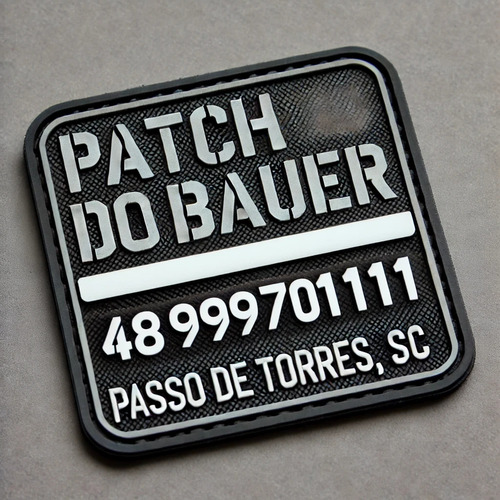 PATCH
DO BAUER
48 999701111
PASSO DE TORRES, SC